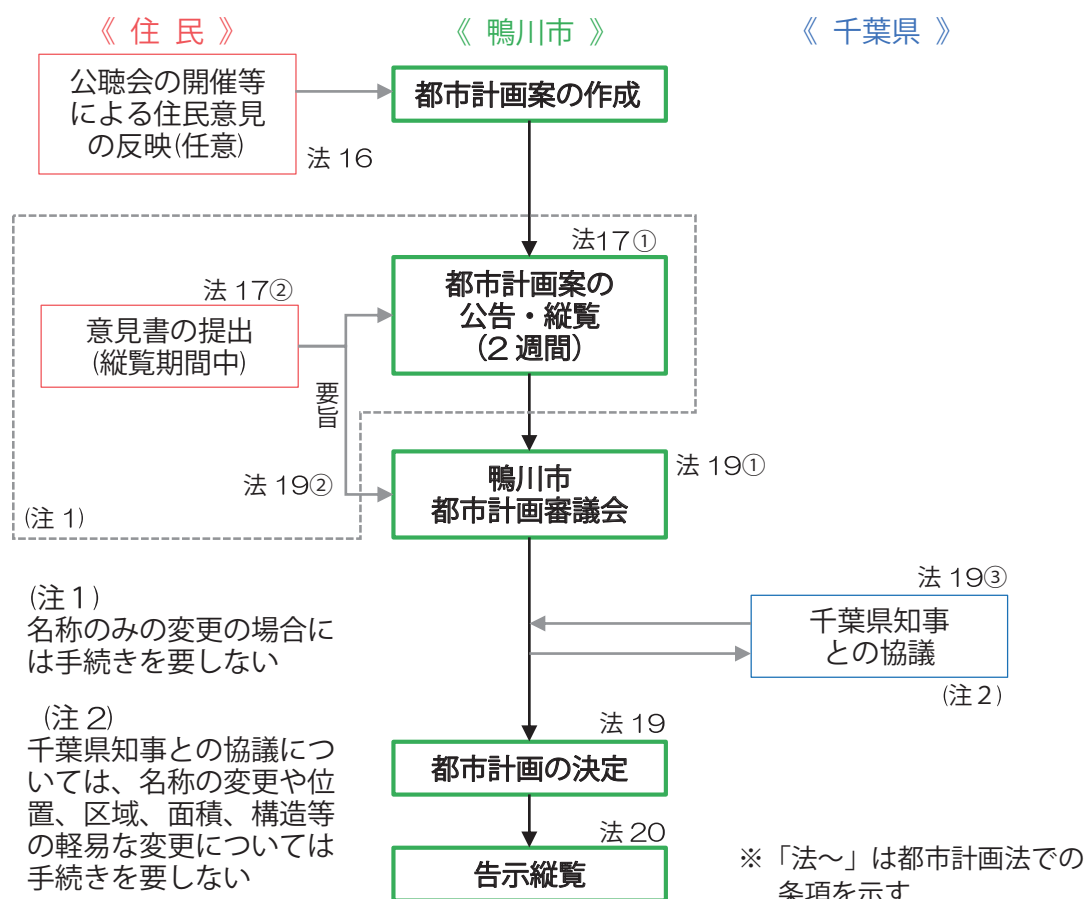 《 住 民 》
《 鴨川市 》
《 千葉県 》
公聴会の開催等
による住民意見
の反映(任意)
法 16
都市計画案の作成
法17①
都市計画案の
公告・縦覧
(2 週間)
法 17②
意見書の提出
(縦覧期間中)
要旨
法 19②
(注 1)
鴨川市
都市計画審議会
法 19①
法 19③
千葉県知事
との協議
(注 2)
(注 1)
名称のみの変更の場合に
は手続きを要しない
(注 2)
千葉県知事との協議につ
いては、名称の変更や位
置、区域、面積、構造等
の軽易な変更については
手続きを要しない
法 19
都市計画の決定
法 20
告示縦覧
※「法~」は都市計画法での
条項を示す